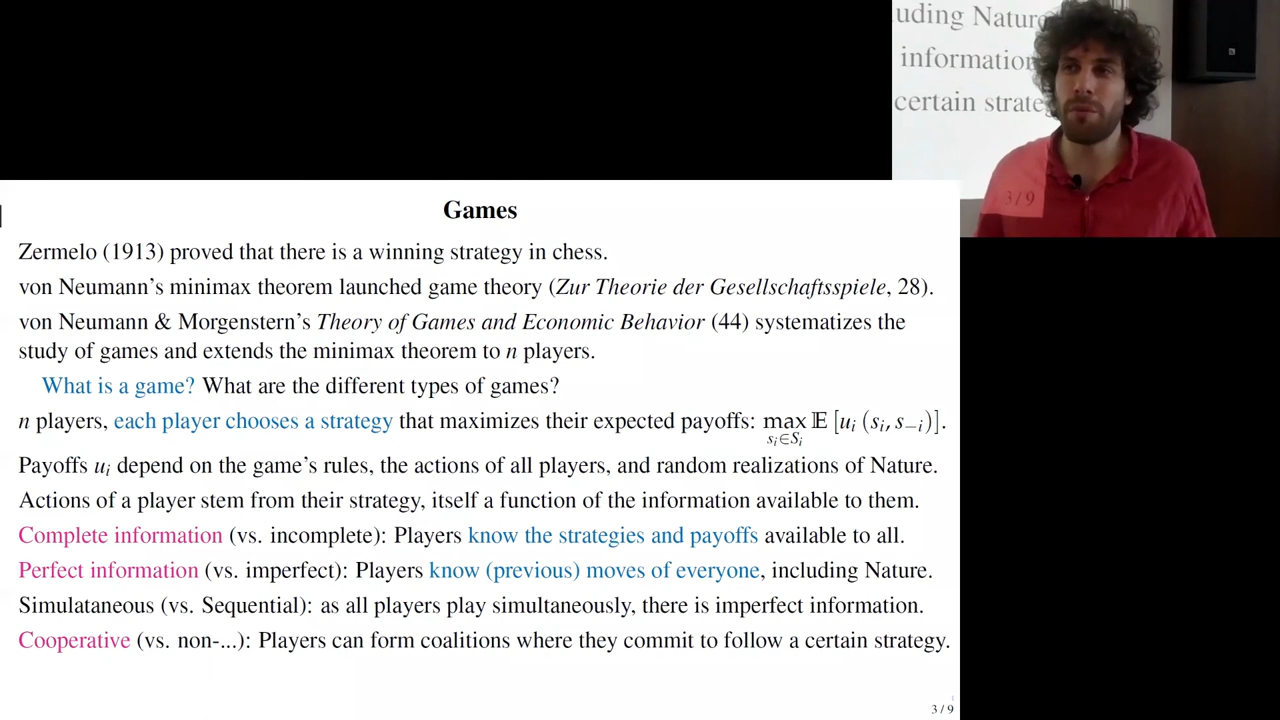 uding Nature
information
certain strate
3 / 9
Games
Zermelo (1913) proved that there is a winning strategy in chess.
von Neumann's minimax theorem launched game theory (Zur Theorie der Gesellschaftsspiele, 28).
von Neumann & Morgenstern's Theory of Games and Economic Behavior (44) systematizes the
study of games and extends the minimax theorem to n players.
What is a game? What are the different types of games?
n players, each player chooses a strategy that maximizes their expected payoffs: max_{s_i∈S_i} 𝔼 [u_i (s_i, s_{−i})].
Payoffs u_i depend on the game's rules, the actions of all players, and random realizations of Nature.
Actions of a player stem from their strategy, itself a function of the information available to them.
Complete information (vs. incomplete): Players know the strategies and payoffs available to all.
Perfect information (vs. imperfect): Players know (previous) moves of everyone, including Nature.
Simulataneous (vs. Sequential): as all players play simultaneously, there is imperfect information.
Cooperative (vs. non-...): Players can form coalitions where they commit to follow a certain strategy.
3 / 9